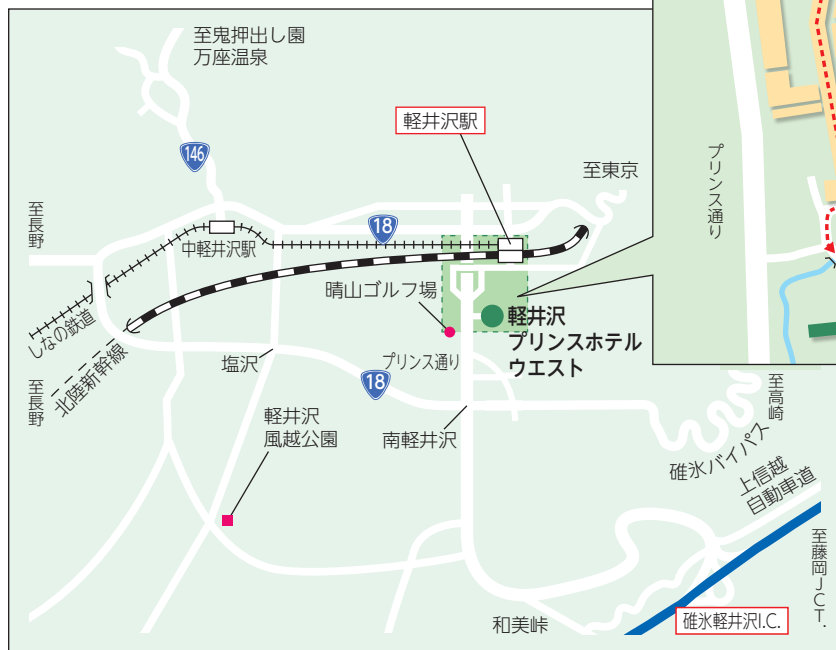 至鬼押出し園
万座温泉
146
軽井沢駅
至東京
プリンス通り
至長野
18
中軽井沢駅
晴山ゴルフ場
軽井沢
プリンスホテル
ウエスト
しなの鉄道
北陸新幹線
至長野
塩沢
プリンス通り
18
至高崎
軽井沢
風越公園
南軽井沢
碓氷バイパス
上信越
自動車道
至藤岡JCT.
和美峠
碓氷軽井沢I.C.